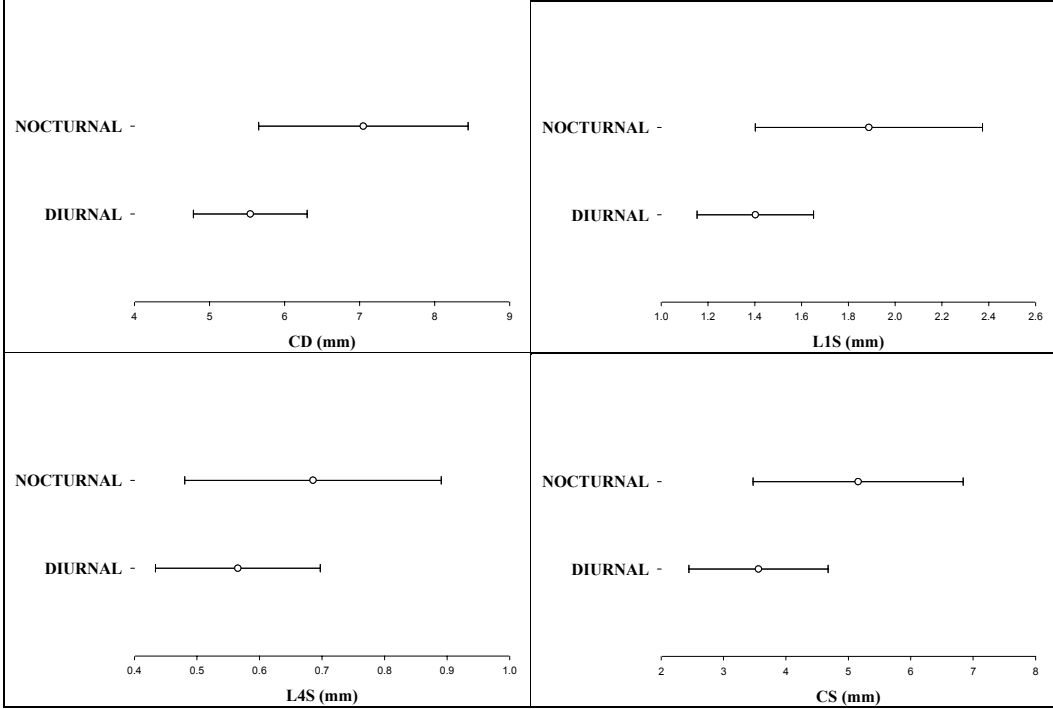 NOCTURNAL
DIURNAL
4 5 6 7 8 9
CD (mm)
NOCTURNAL
DIURNAL
1.0 1.2 1.4 1.6 1.8 2.0 2.2 2.4 2.6
L1S (mm)
NOCTURNAL
DIURNAL
0.4 0.5 0.6 0.7 0.8 0.9 1.0
L4S (mm)
NOCTURNAL
DIURNAL
2 3 4 5 6 7 8
CS (mm)